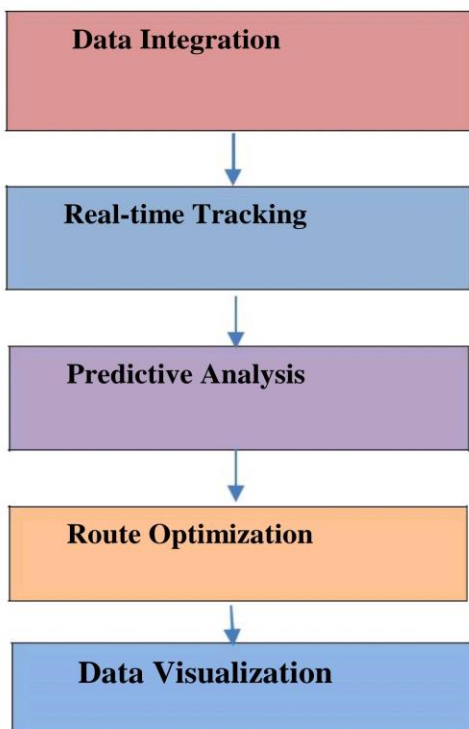 Data Integration
Real-time Tracking
Predictive Analysis
Route Optimization
Data Visualization